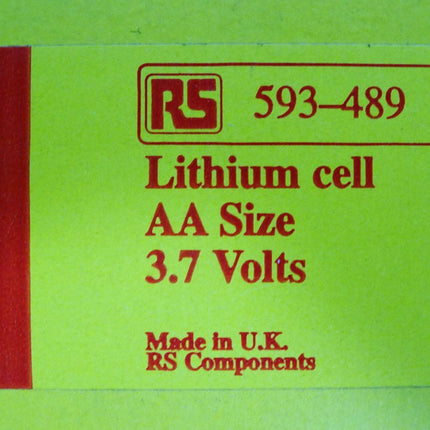 RS 593–489
Lithium cell
AA Size
3.7 Volts
Made in U.K.
RS Components